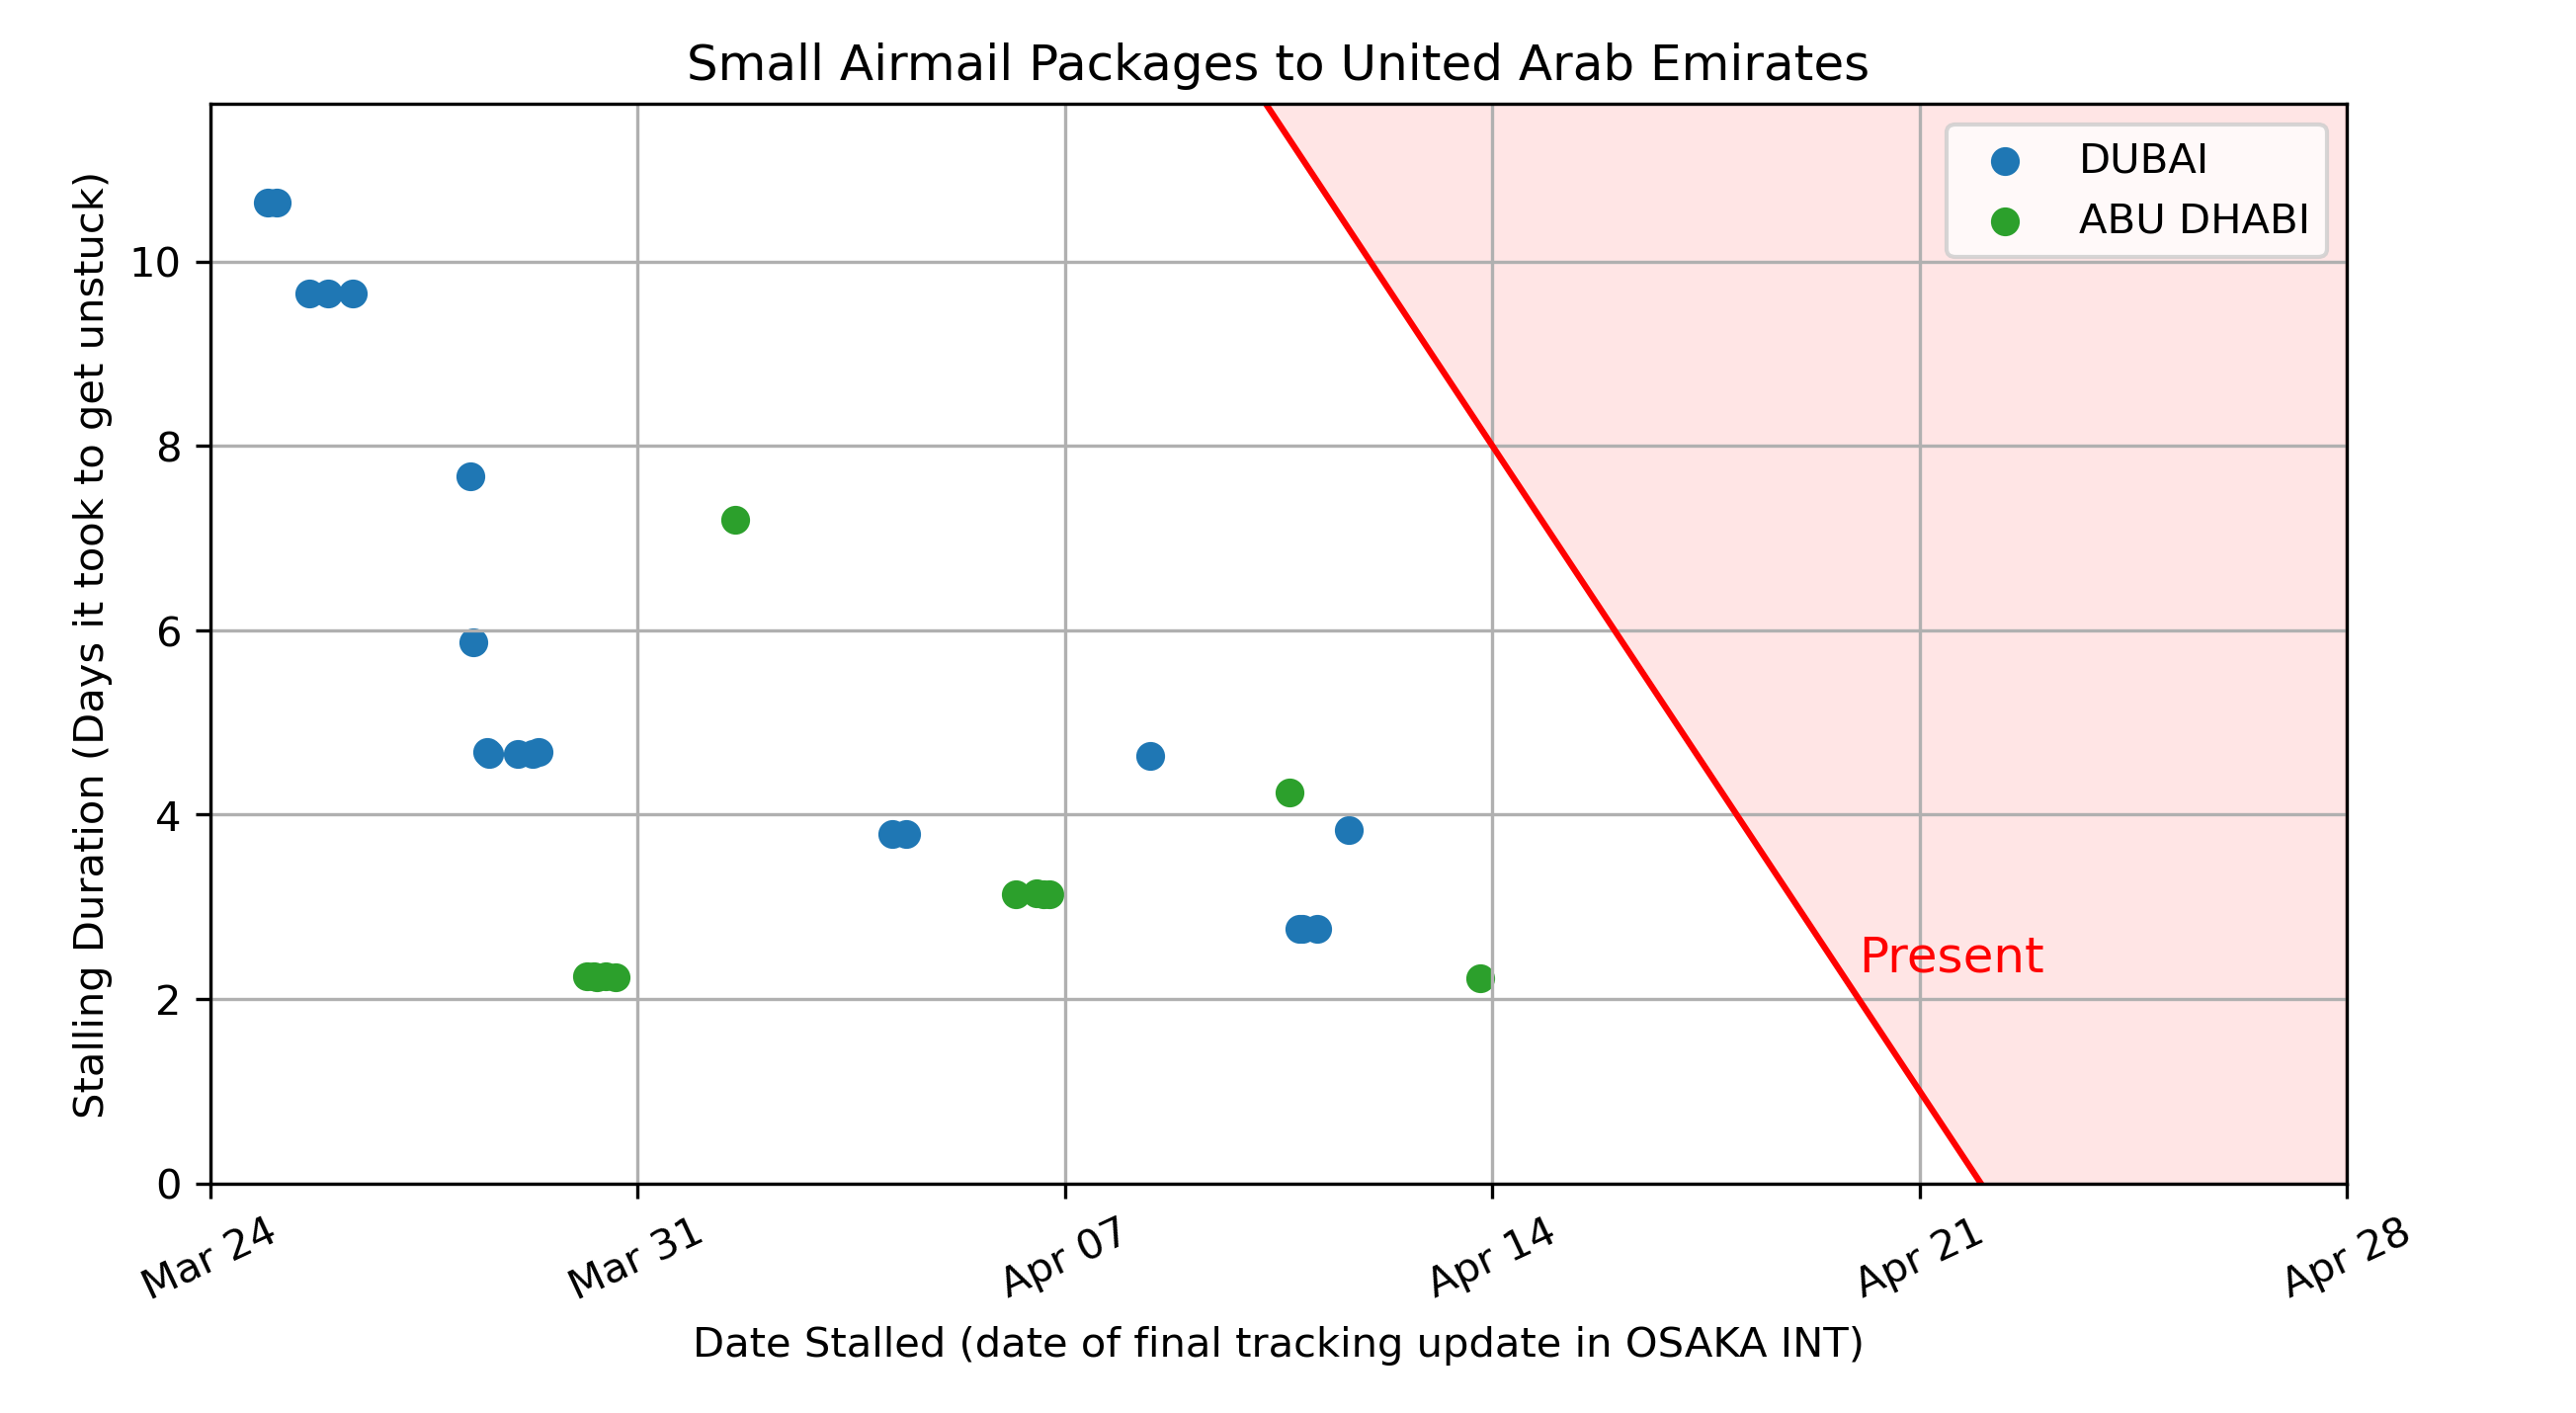 Small Airmail Packages to United Arab Emirates
DUBAI
ABU DHABI
Stalling Duration (Days it took to get unstuck)
10
8
6
4
2
0
Present
Mar 24
Mar 31
Apr 07
Apr 14
Apr 21
Apr 28
Date Stalled (date of final tracking update in OSAKA INT)